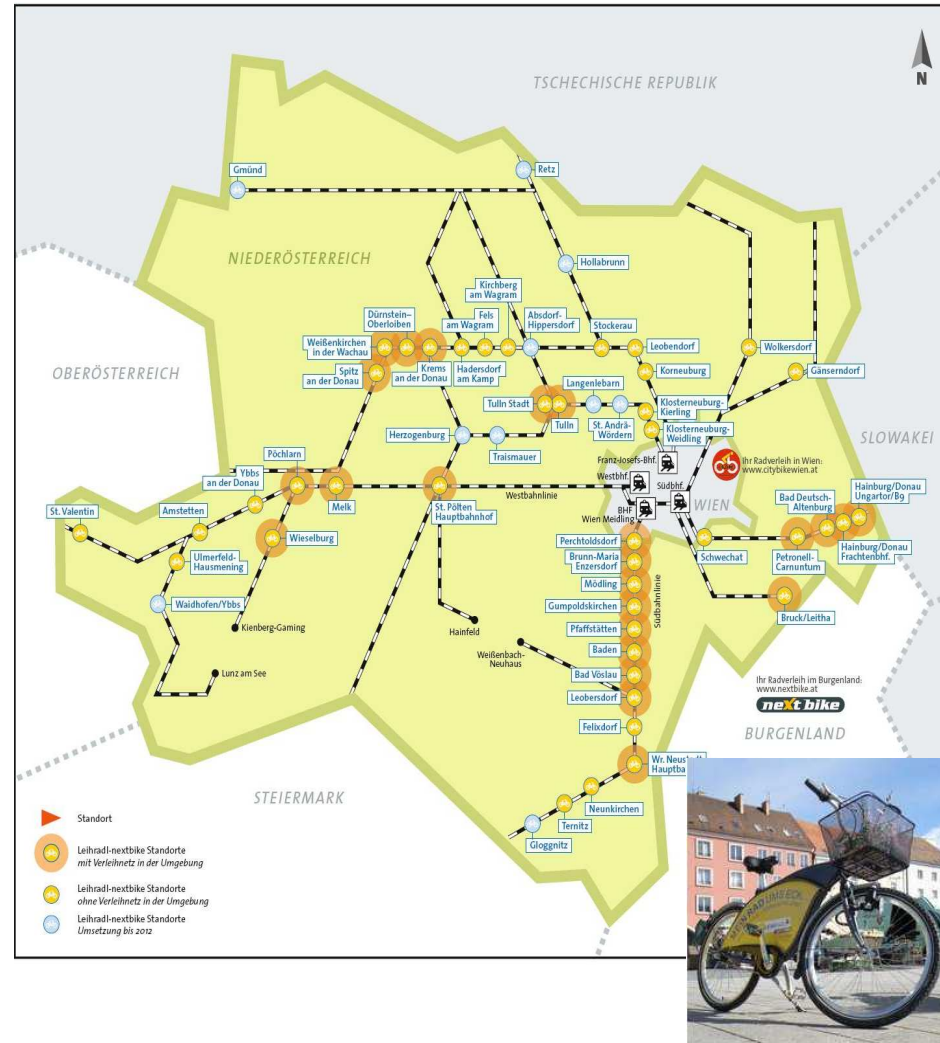 N
TSCHECHISCHE REPUBLIK
Gmünd
Retz
NIEDERÖSTERREICH
Hollabrunn
Kirchberg
am Wagram
Dürnstein–
Oberloiben
Fels
am Wagram
Absdorf-
Hippersdorf
Stockerau
Weißenkirchen
in der Wachau
Leobendorf
Wolkersdorf
OBERÖSTERREICH
Spitz
an der Donau
Krems
an der Donau
Hadersdorf
am Kamp
Korneuburg
Gänserndorf
Langenlebarn
Tulln Stadt
Tulln
Klosterneuburg-
Kierling
St. Andrä-
Wördern
Klosterneuburg-
Weidling
Herzogenburg
Traismauer
SLOWAKEI
Pöchlarn
Franz-Josefs-Bhf.
Ihr Radverleih in Wien:
www.citybikewien.at
Westbhf.
Südbhf.
Ybbs
an der Donau
Melk
St. Pölten
Hauptbahnhof
Westbahnlinie
WIEN
Bad Deutsch-
Altenburg
Hainburg/Donau
Ungartor/B9
St. Valentin
Amstetten
BHF
Wien Meidling
Wieselburg
Perchtoldsdorf
Schwechat
Petronell-
Carnuntum
Hainburg/Donau
Frachtenbhf.
Ulmerfeld-
Hausmening
Brunn-Maria
Enzersdorf
Mödling
Südbahnlinie
Waidhofen/Ybbs
Gumpoldskirchen
Bruck/Leitha
Kienberg-Gaming
Hainfeld
Pfaffstätten
Weißenbach-
Neuhaus
Baden
Lunz am See
Bad Vöslau
Ihr Radverleih im Burgenland:
www.nextbike.at
Leobersdorf
neXt bike
Felixdorf
BURGENLAND
Wr.
STEIERMARK
Neunkirchen
Ternitz
Gloggnitz
Standort
Leihradl-nextbike Standorte
mit Verleihnetz in der Umgebung
Leihradl-nextbike Standorte
ohne Verleihnetz in der Umgebung
Leihradl-nextbike Standorte
Umsetzung bis 2012
RAD UMS ECK